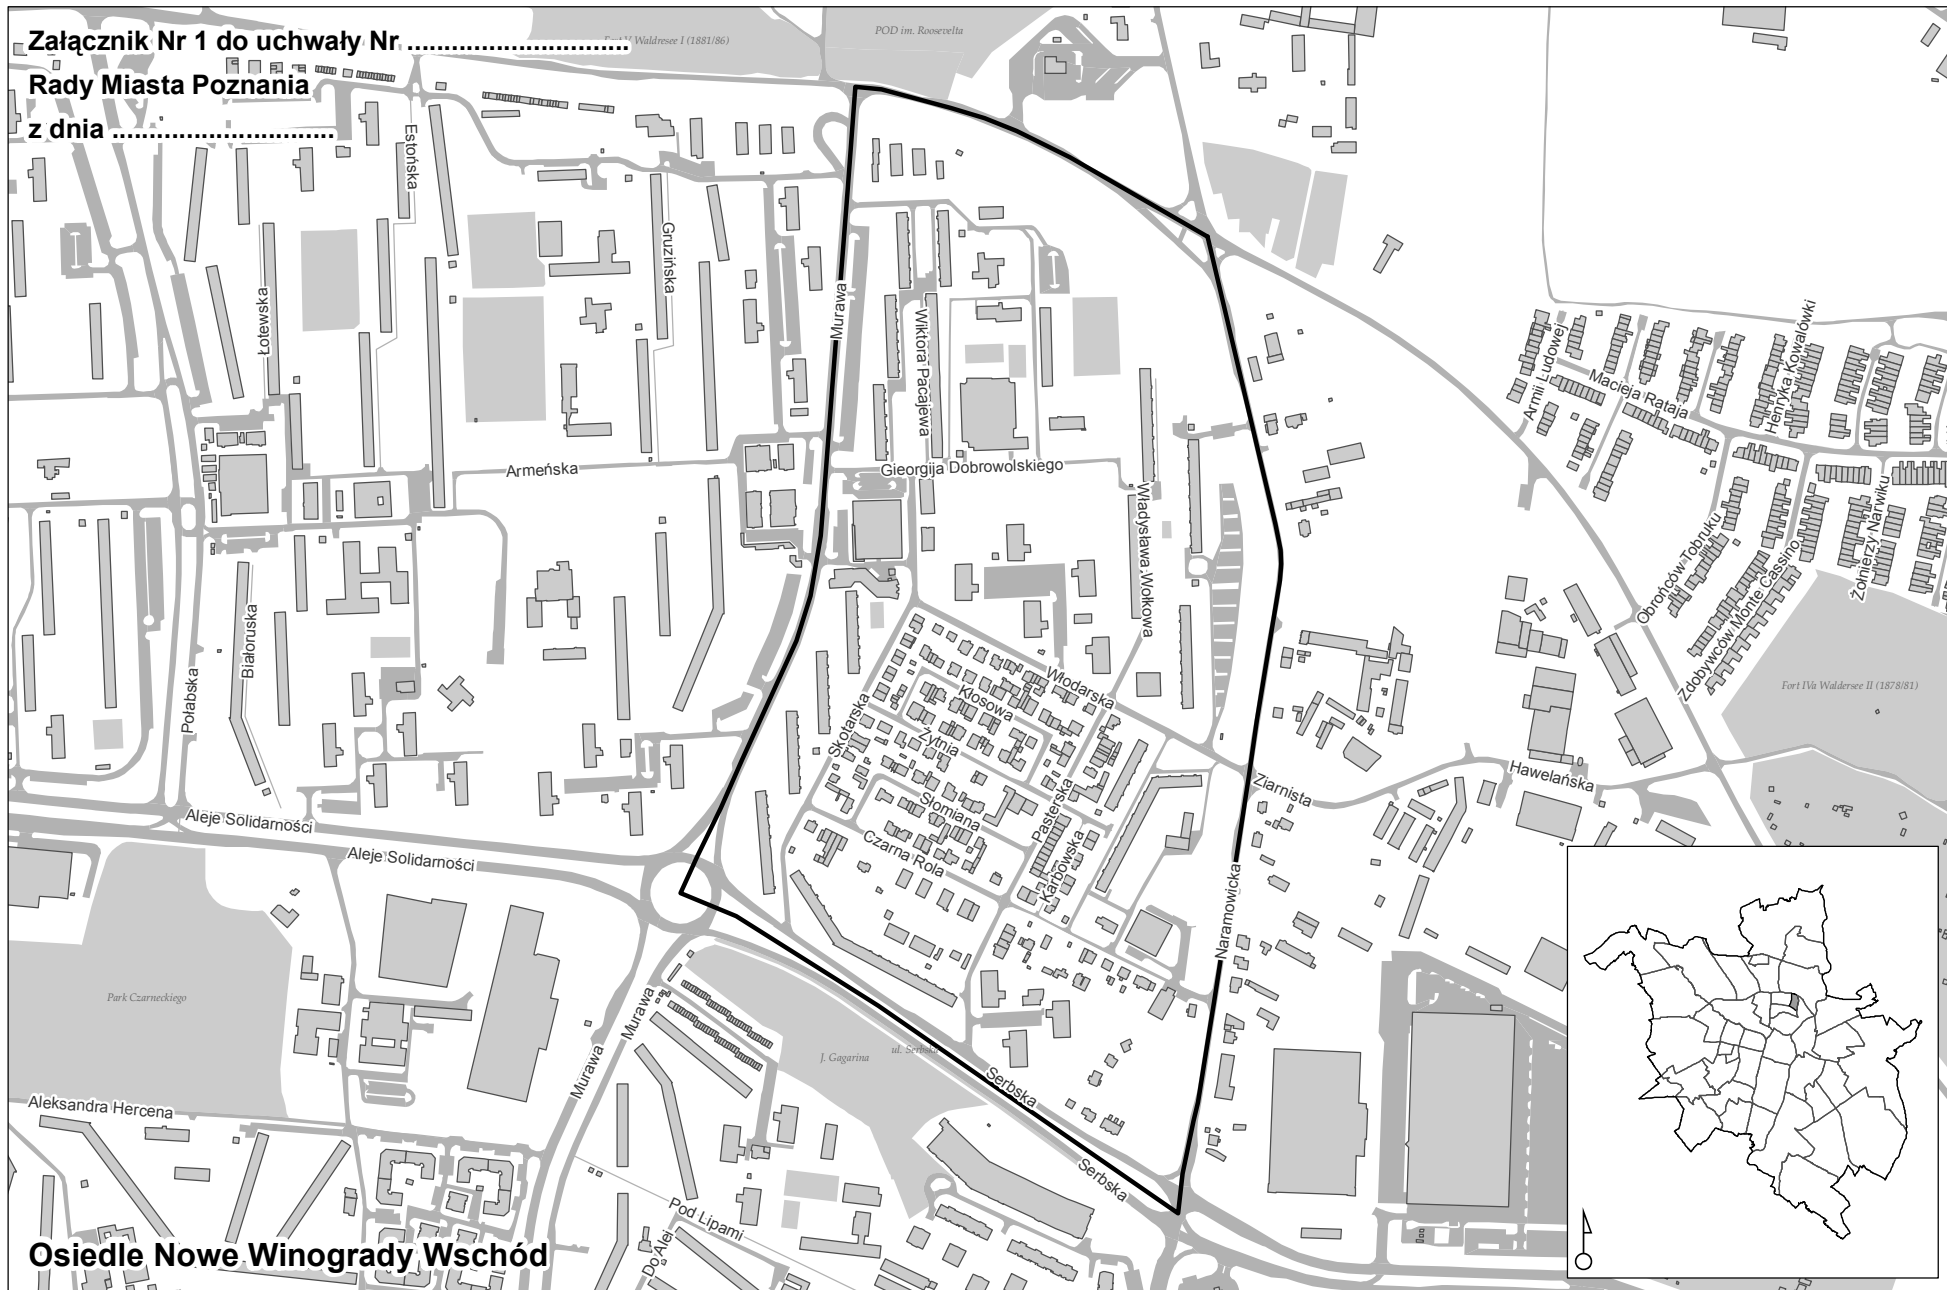 Załącznik Nr 1 do uchwały Nr ..............................
Rady Miasta Poznania
z dnia ..............................
Waldresee I (1881/86)
POD im. Roosevelta
Estońska
Gruzińska
Łotewska
Murawa
Wiktora Pacajewa
Armii Ludowej
Macieja Rataja
Henryka Kowalówki
Armeńska
Gieorgija Dobrowolskiego
Władysława Wołkowa
Obrońców Tobruku
Zdobywców Monte Cassino
Żołnierzy Narwiku
Białoruska
Połabska
Skotarska
Włodarska
Kłosowa
Żytnia
Słomiana
Czarna Rola
Pasterska
Karbowska
Ziarnista
Hawelańska
Fort IVa Waldersee II (1878/81)
Aleje Solidarności
Aleje Solidarności
Naramowicka
Park Czarneckiego
Murawa
Murawa
J. Gagarina
ul. Serbska
Serbska
Serbska
Aleksandra Hercena
Pod Lipami
Do Alei
Osiedle Nowe Winogrady Wschód